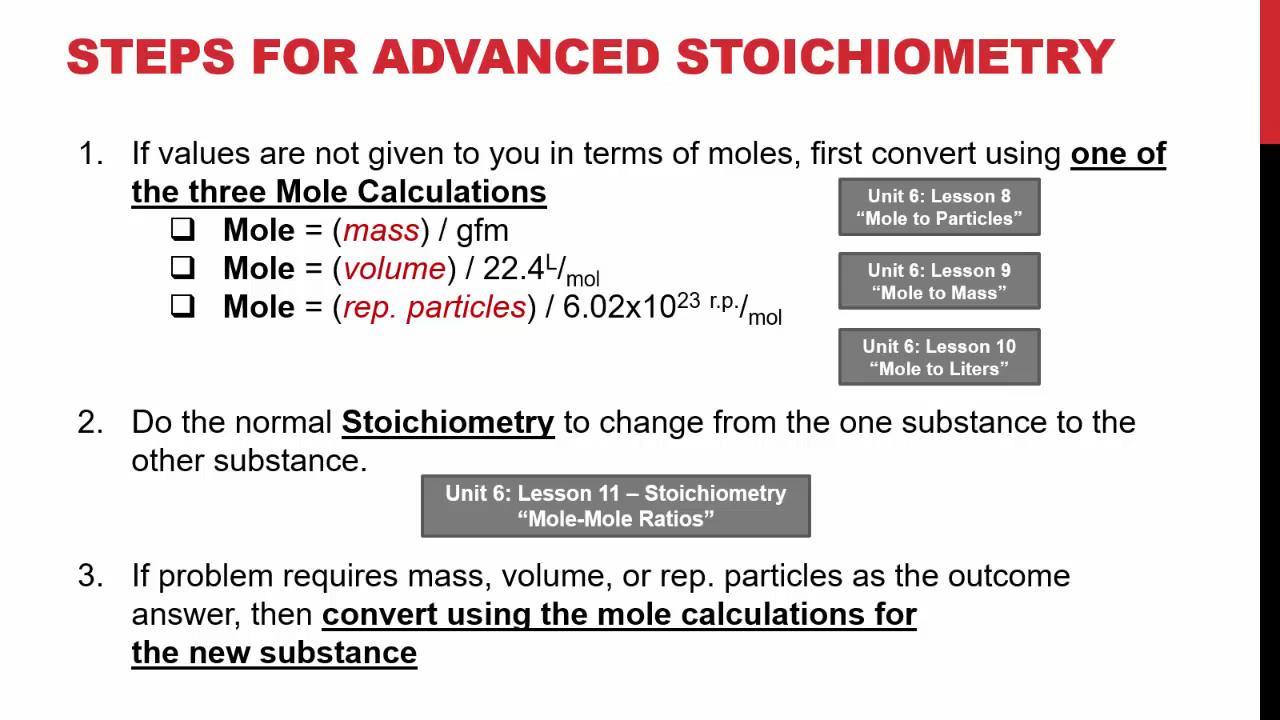 STEPS FOR ADVANCED STOICHIOMETRY
1. If values are not given to you in terms of moles, first convert using one of
the three Mole Calculations
❑ Mole = (mass) / gfm
❑ Mole = (volume) / 22.4ᴸ/mol
❑ Mole = (rep. particles) / 6.02x10²³ ʳ·ᵖ·/mol
Unit 6: Lesson 8
“Mole to Particles”
Unit 6: Lesson 9
“Mole to Mass”
Unit 6: Lesson 10
“Mole to Liters”
2. Do the normal Stoichiometry to change from the one substance to the
other substance.
Unit 6: Lesson 11 – Stoichiometry
“Mole-Mole Ratios”
3. If problem requires mass, volume, or rep. particles as the outcome
answer, then convert using the mole calculations for
the new substance